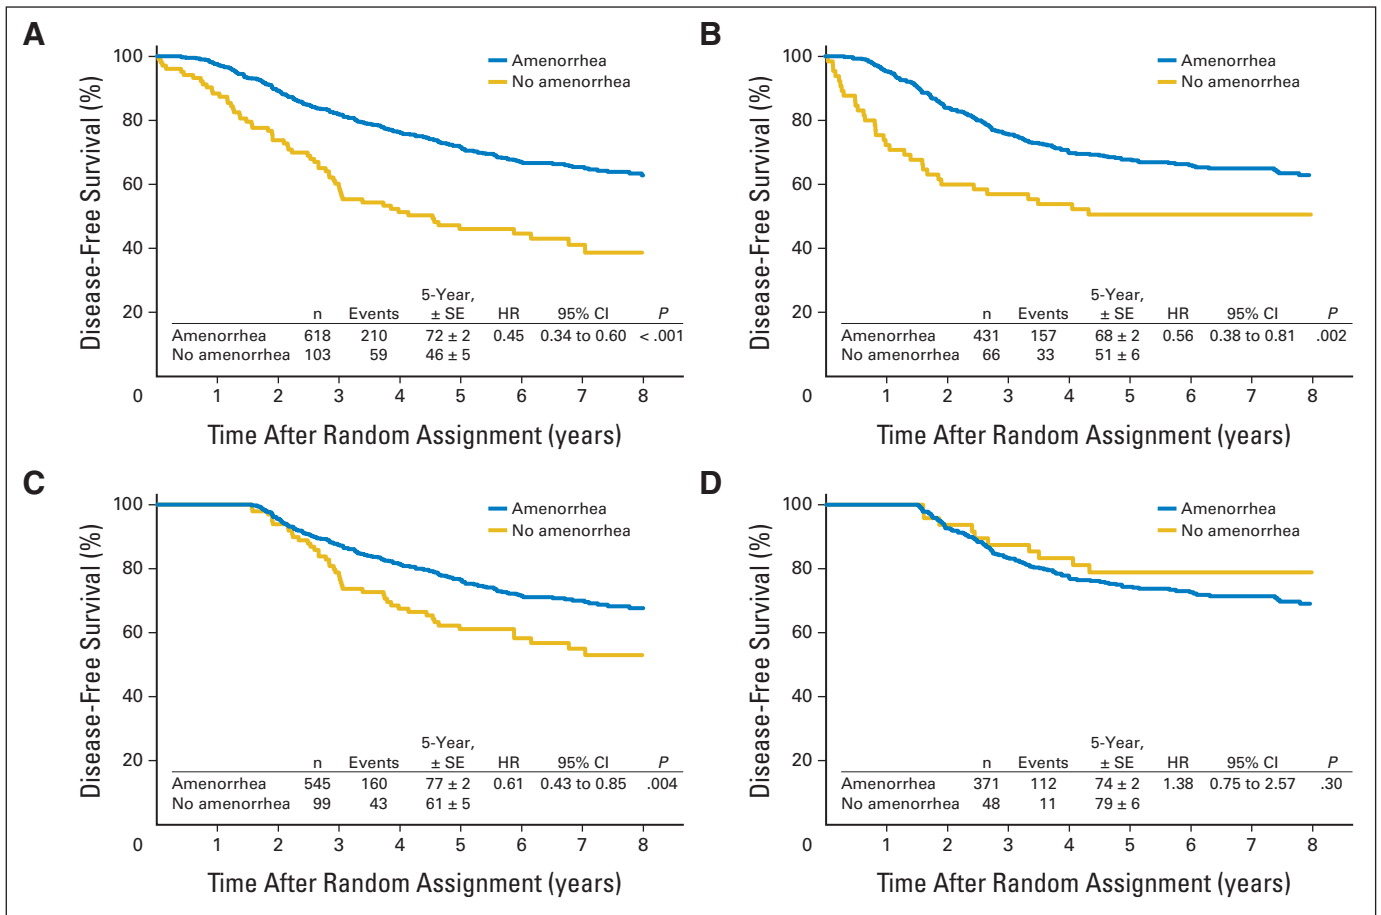 A
Disease-Free Survival (%)
100
80
60
40
20
0
Amenorrhea
No amenorrhea
5-Year,
n Events ± SE HR 95% CI P
Amenorrhea 618 210 72 ± 2 0.45 0.34 to 0.60 < .001
No amenorrhea 103 59 46 ± 5
1 2 3 4 5 6 7 8
Time After Random Assignment (years)
B
Disease-Free Survival (%)
100
80
60
40
20
0
Amenorrhea
No amenorrhea
5-Year,
n Events ± SE HR 95% CI P
Amenorrhea 431 157 68 ± 2 0.56 0.38 to 0.81 .002
No amenorrhea 66 33 51 ± 6
1 2 3 4 5 6 7 8
Time After Random Assignment (years)
C
Disease-Free Survival (%)
100
80
60
40
20
0
Amenorrhea
No amenorrhea
5-Year,
n Events ± SE HR 95% CI P
Amenorrhea 545 160 77 ± 2 0.61 0.43 to 0.85 .004
No amenorrhea 99 43 61 ± 5
1 2 3 4 5 6 7 8
Time After Random Assignment (years)
D
Disease-Free Survival (%)
100
80
60
40
20
0
Amenorrhea
No amenorrhea
5-Year,
n Events ± SE HR 95% CI P
Amenorrhea 371 112 74 ± 2 1.38 0.75 to 2.57 .30
No amenorrhea 48 11 79 ± 6
1 2 3 4 5 6 7 8
Time After Random Assignment (years)